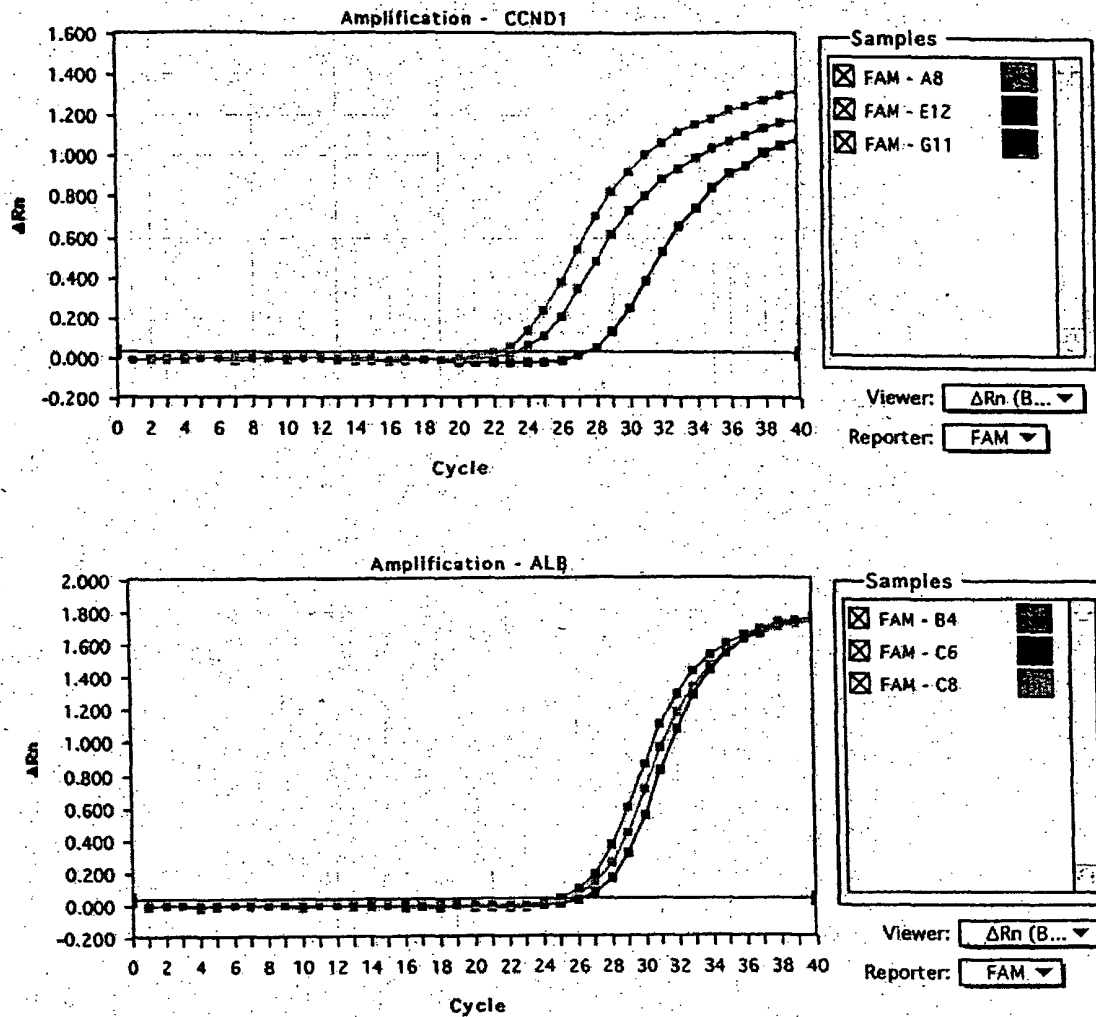 Amplification - CCND1
1.600
1.400
1.200
1.000
0.800
0.600
0.400
0.200
0.000
-0.200
ΔRn
0 2 4 6 8 10 12 14 16 18 20 22 24 26 28 30 32 34 36 38 40
Cycle
Samples
FAM - A8
FAM - E12
FAM - G11
Viewer: ΔRn (B... ▼
Reporter: FAM ▼
Amplification - ALB
2.000
1.800
1.600
1.400
1.200
1.000
0.800
0.600
0.400
0.200
0.000
-0.200
ΔRn
0 2 4 6 8 10 12 14 16 18 20 22 24 26 28 30 32 34 36 38 40
Cycle
Samples
FAM - B4
FAM - C6
FAM - C8
Viewer: ΔRn (B... ▼
Reporter: FAM ▼